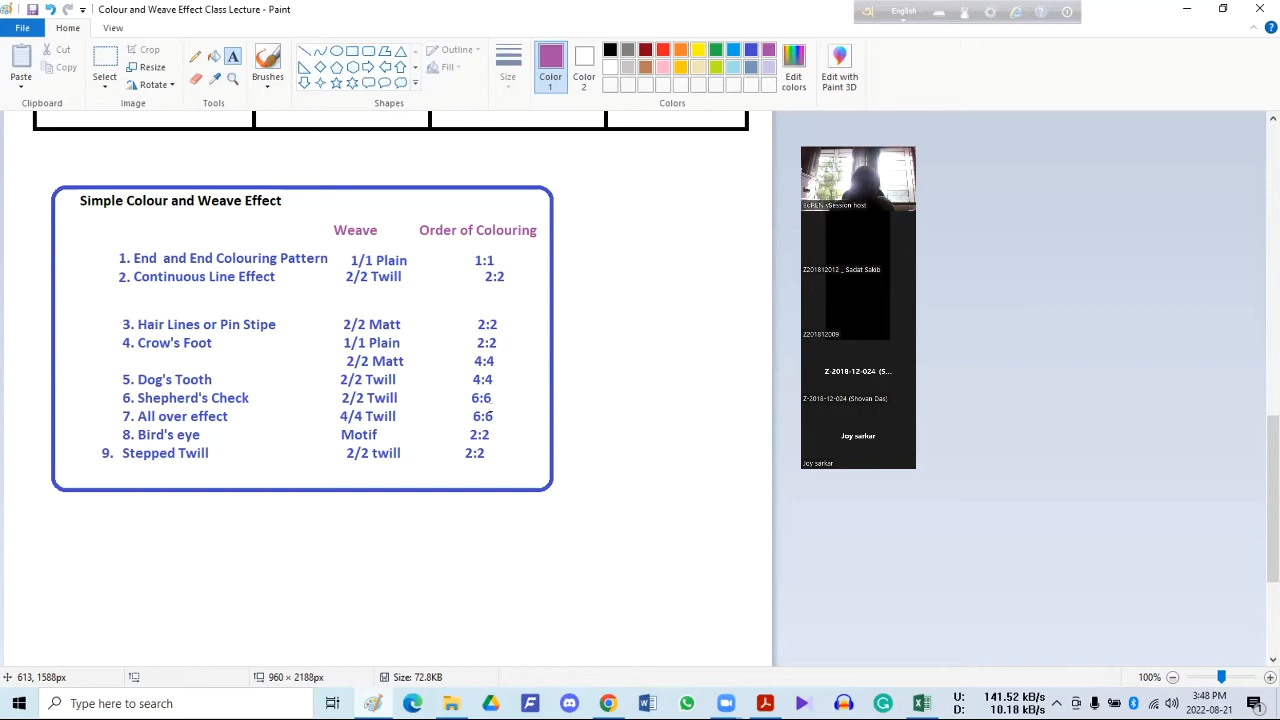 Colour and Weave Effect Class Lecture - Paint
English
File
Home
View
Paste
Cut
Copy
Clipboard
Select
Crop
Resize
Rotate
Image
A
Tools
Brushes
Outline
Fill
Shapes
Size
Color 1
Color 2
Edit colors
Edit with Paint 3D
Colors
Simple Colour and Weave Effect
Weave Order of Colouring
1. End and End Colouring Pattern 1/1 Plain 1:1
2. Continuous Line Effect 2/2 Twill 2:2
3. Hair Lines or Pin Stipe 2/2 Matt 2:2
4. Crow's Foot 1/1 Plain 2:2
2/2 Matt 4:4
5. Dog's Tooth 2/2 Twill 4:4
6. Shepherd's Check 2/2 Twill 6:6
7. All over effect 4/4 Twill 6:6
8. Bird's eye Motif 2:2
9. Stepped Twill 2/2 twill 2:2
Session host
Z201812012 _ Sadat Sakib
Z201812009
Z-2018-12-024 (S...
Z-2018-12-024 (Shovan Das)
Joy sarkar
Joy sarkar
613, 1588px
960 × 2188px
Size: 72.8KB
100%
Type here to search
U: 141.52 kB/s
D: 10.18 kB/s
3:48 PM
2022-08-21